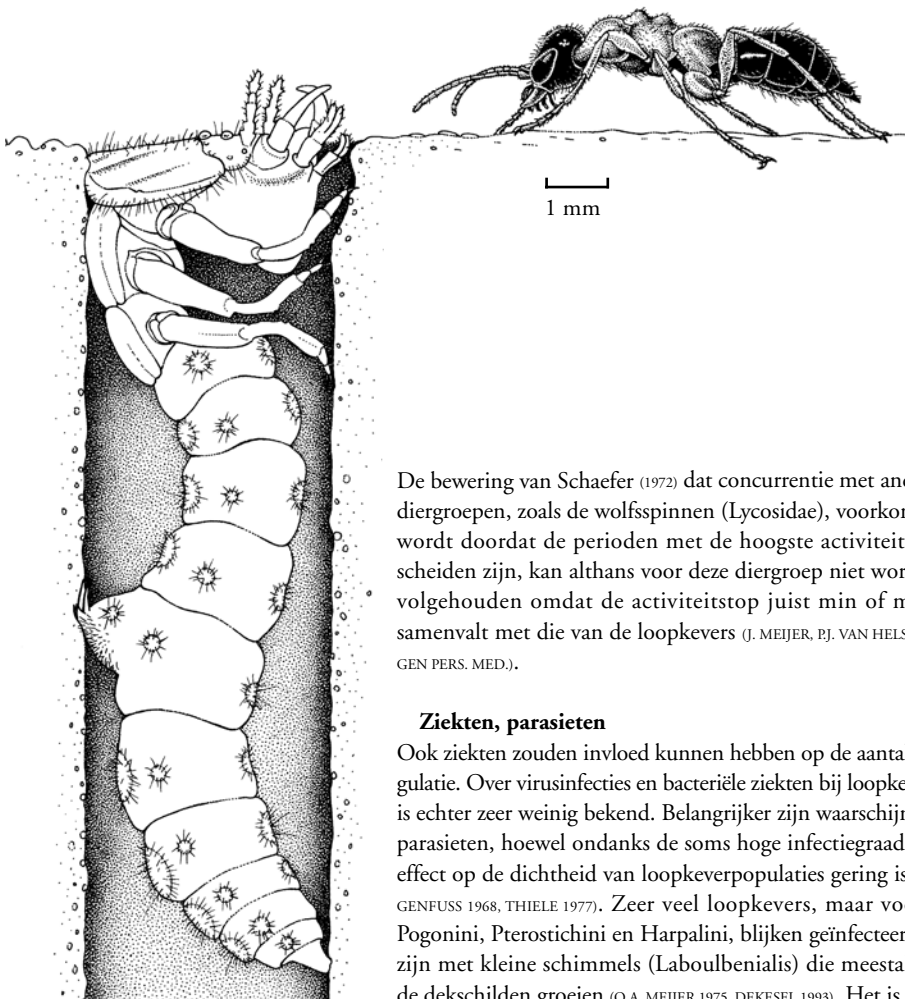 1 mm
De bewering van Schaefer (1972) dat concurrentie met an
diergroepen, zoals de wolfsspinnen (Lycosidae), voorko
wordt doordat de perioden met de hoogste activiteit
scheiden zijn, kan althans voor deze diergroep niet wor
volgehouden omdat de activiteitstop juist min of m
samenvalt met die van de loopkevers (J. MEIJER, P.J. VAN HELS
GEN PERS. MED.).
Ziekten, parasieten
Ook ziekten zouden invloed kunnen hebben op de aanta
gulatie. Over virusinfecties en bacteriële ziekten bij loopke
is echter zeer weinig bekend. Belangrijker zijn waarschijn
parasieten, hoewel ondanks de soms hoge infectiegraad
effect op de dichtheid van loopkeverpopulaties gering is
GENFUSS 1968, THIELE 1977). Zeer veel loopkevers, maar vo
Pogonini, Pterostichini en Harpalini, blijken geïnfecteer
zijn met kleine schimmels (Laboulbenialis) die meesta
de dekschilden groeien (O.A. MEIJER 1975, DEKESEL 1993). Het is